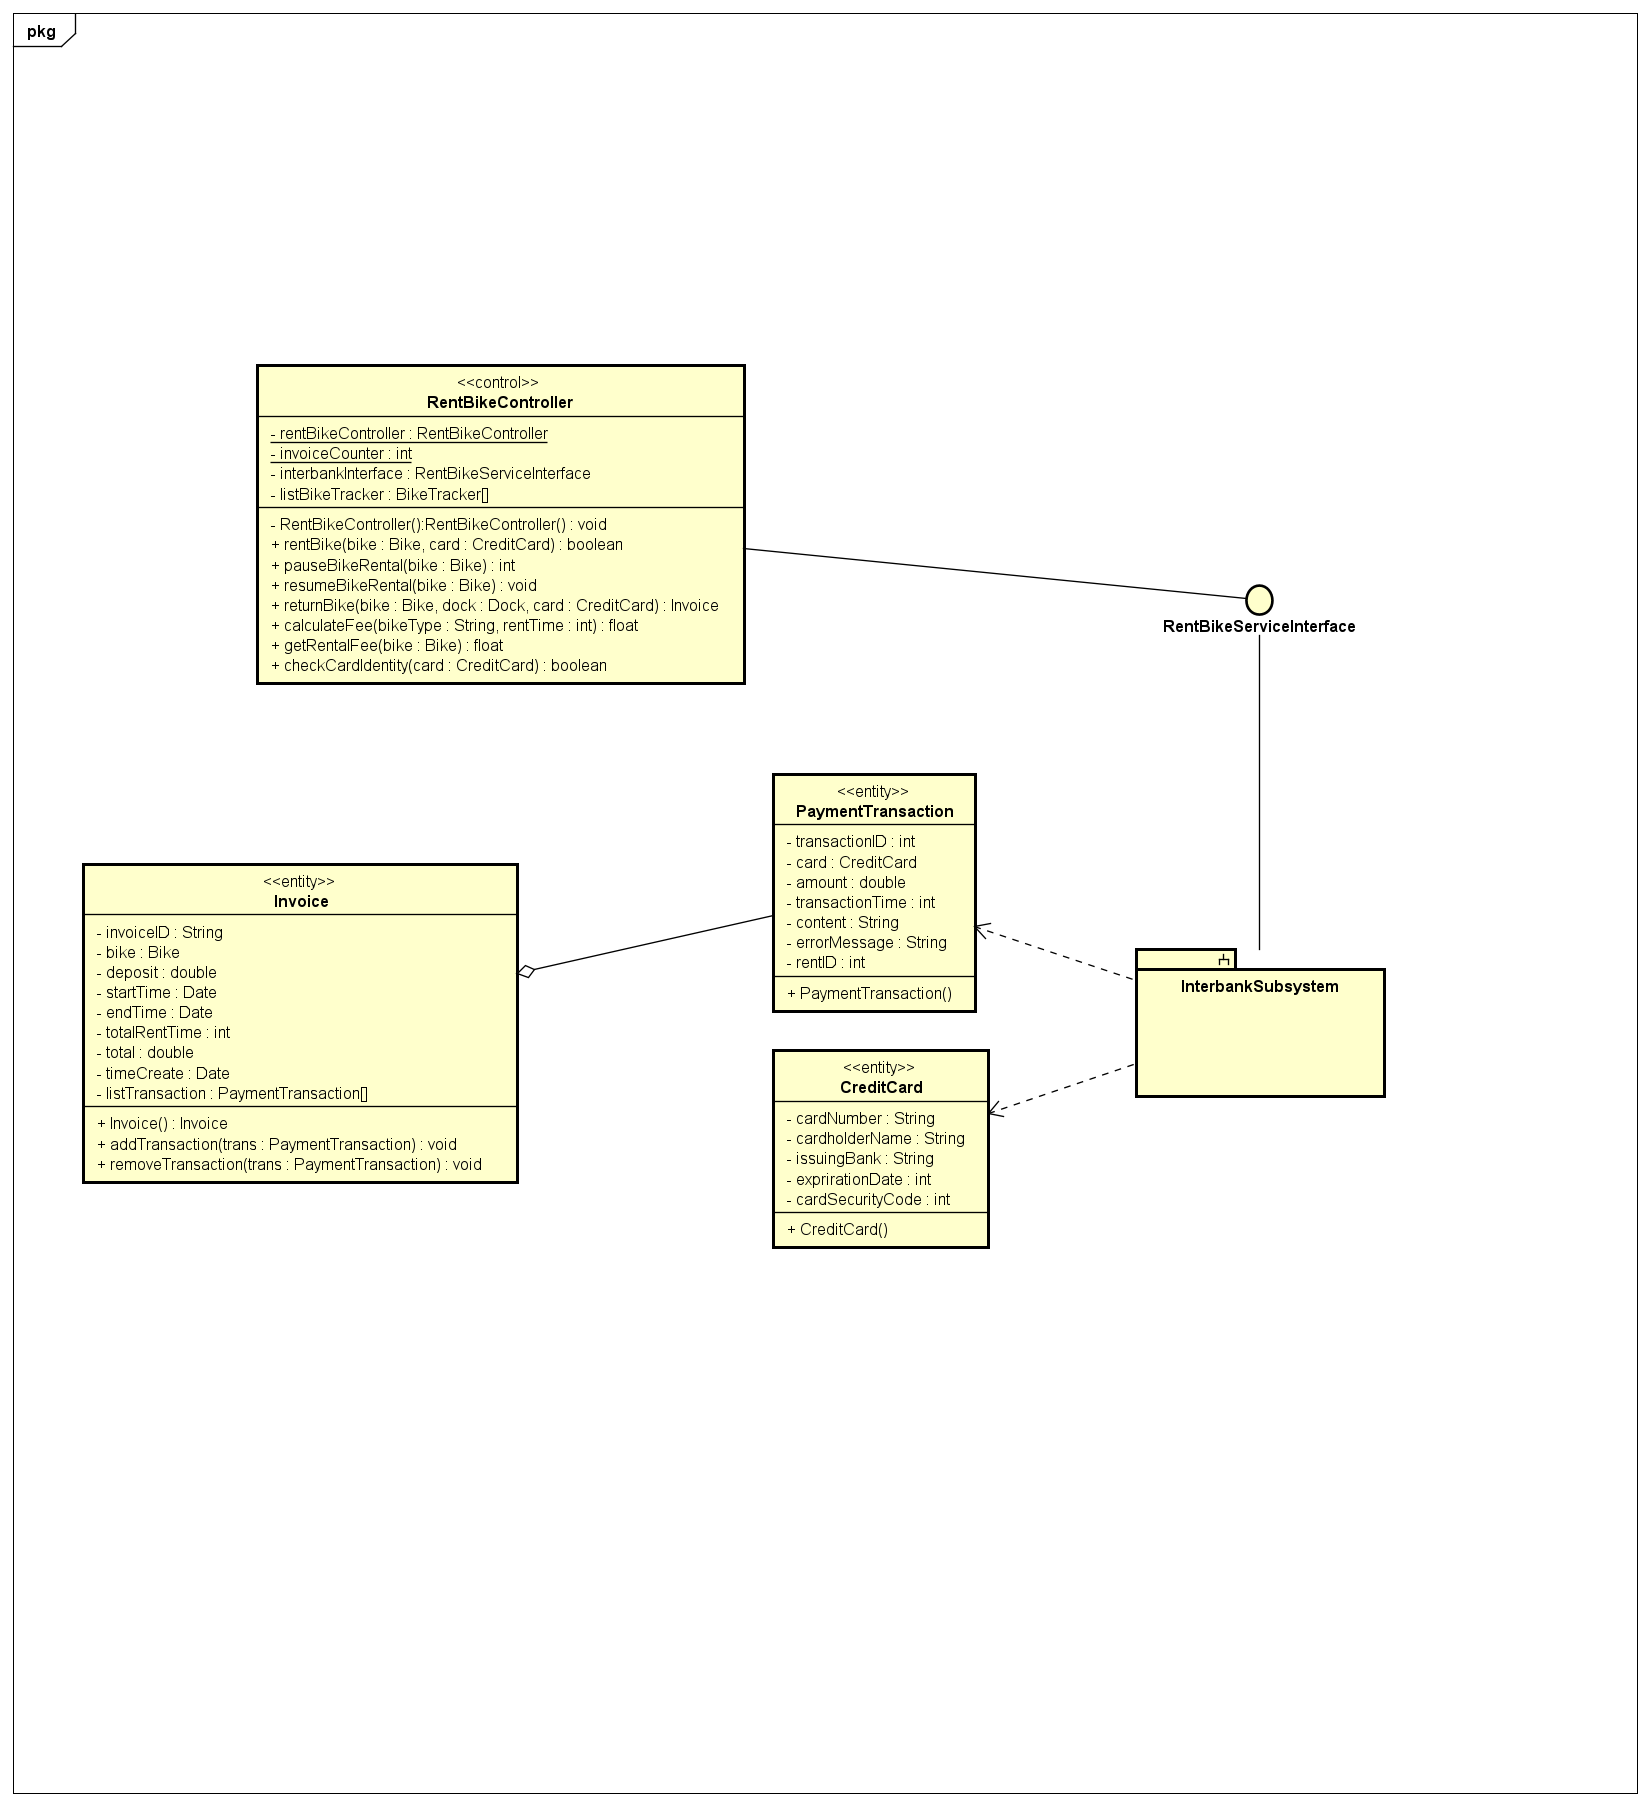 pkg
<<control>>
RentBikeController
- rentBikeController : RentBikeController
- invoiceCounter : int
- interbankInterface : RentBikeServiceInterface
- listBikeTracker : BikeTracker[]
- RentBikeController():RentBikeController() : void
+ rentBike(bike : Bike, card : CreditCard) : boolean
+ pauseBikeRental(bike : Bike) : int
+ resumeBikeRental(bike : Bike) : void
+ returnBike(bike : Bike, dock : Dock, card : CreditCard) : Invoice
+ calculateFee(bikeType : String, rentTime : int) : float
+ getRentalFee(bike : Bike) : float
+ checkCardIdentity(card : CreditCard) : boolean
RentBikeServiceInterface
<<entity>>
PaymentTransaction
- transactionID : int
- card : CreditCard
- amount : double
- transactionTime : int
- content : String
- errorMessage : String
- rentID : int
+ PaymentTransaction()
<<entity>>
Invoice
- invoiceID : String
- bike : Bike
- deposit : double
- startTime : Date
- endTime : Date
- totalRentTime : int
- total : double
- timeCreate : Date
- listTransaction : PaymentTransaction[]
+ Invoice() : Invoice
+ addTransaction(trans : PaymentTransaction) : void
+ removeTransaction(trans : PaymentTransaction) : void
InterbankSubsystem
<<entity>>
CreditCard
- cardNumber : String
- cardholderName : String
- issuingBank : String
- exprirationDate : int
- cardSecurityCode : int
+ CreditCard()